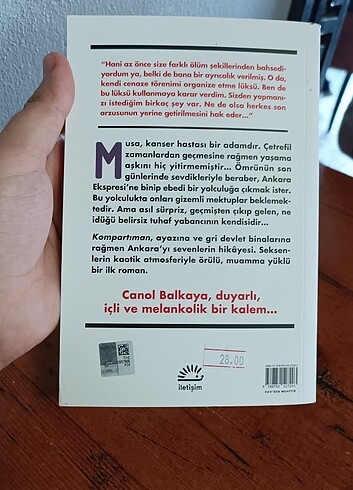 "Hani az önce size farklı ölüm şekillerinden bahsedi-
yordum ya, belki de bana bir ayrıcalık verilmiş. O da,
kendi cenaze törenimi organize etme lüksü. Ben de
bu lüksü kullanmaya karar verdim. Sizden yapmanı-
zı istediğim birkaç şey var. Ne de olsa herkes son
arzusunun yerine getirilmesini hak eder..."
Musa, kanser hastası bir adamdır. Çetrefil
zamanlardan geçmesine rağmen yaşama
aşkını hiç yitirmemiştir... Ömrünün son
günlerinde sevdikleriyle beraber, Ankara
Ekspresi'ne binip ebedi bir yolculuğa çıkmak ister.
Bu yolculukta onları gizemli mektuplar beklemek-
tedir. Ama asıl sürpriz, geçmişten çıkıp gelen, ne
idüğü belirsiz tuhaf yabancının kendisidir...
Kompartıman, ayazına ve gri devlet binalarına
rağmen Ankara'yı sevenlerin hikâyesi. Seksen-
lerin kaotik atmosferiyle örülü, muamma yüklü
bir ilk roman.
Canol Balkaya, duyarlı,
içli ve melankolik bir kalem...
28.00
iletişim